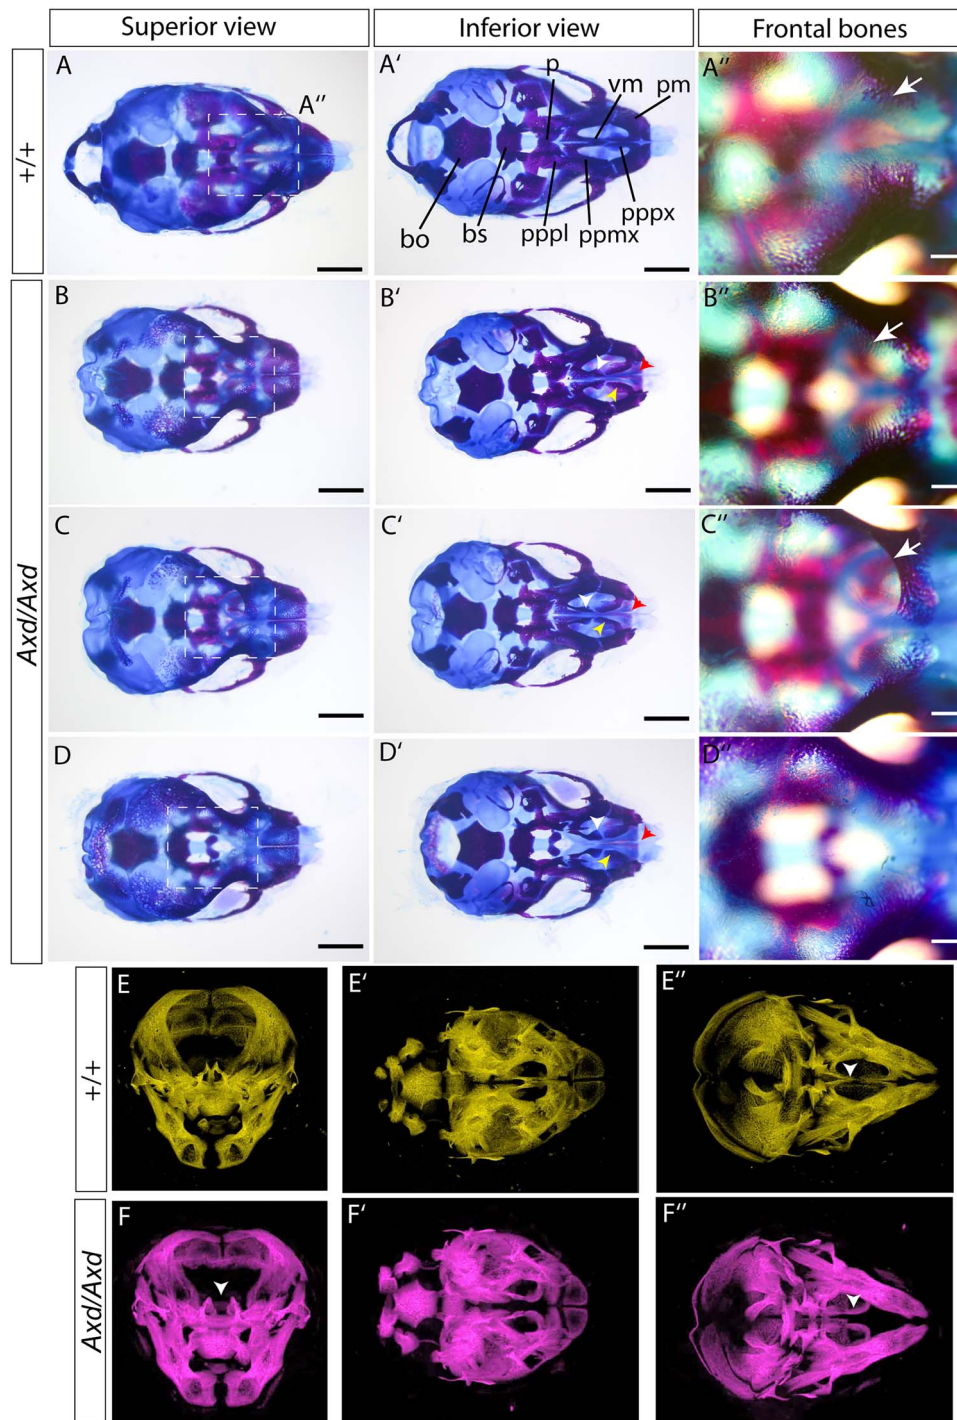 Superior view
Inferior view
Frontal bones
+/+
A
A″
A′
p
vm
pm
bo
bs
pppl
ppmx
pppx
A″
Axd/Axd
B
B′
B″
C
C′
C″
D
D′
D″
+/+
E
E′
E″
Axd/Axd
F
F′
F″